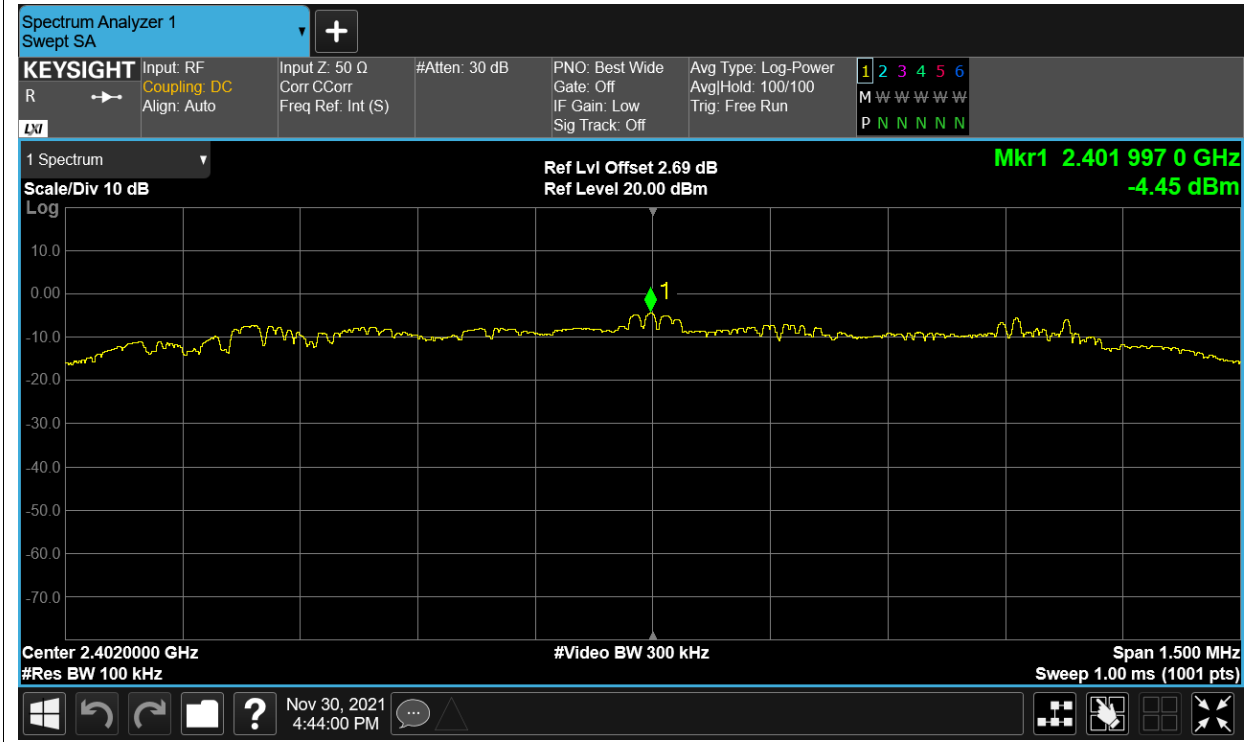 Spectrum Analyzer 1
Swept SA
KEYSIGHT
R
LXI
Input: RF
Coupling: DC
Align: Auto
Input Z: 50 Ω
Corr CCorr
Freq Ref: Int (S)
#Atten: 30 dB
PNO: Best Wide
Gate: Off
IF Gain: Low
Sig Track: Off
Avg Type: Log-Power
Avg|Hold: 100/100
Trig: Free Run
1 2 3 4 5 6
M W W W W W
P N N N N N
1 Spectrum
Scale/Div 10 dB
Log
Ref Lvl Offset 2.69 dB
Ref Level 20.00 dBm
Mkr1 2.401 997 0 GHz
-4.45 dBm
10.0
0.00
-10.0
-20.0
-30.0
-40.0
-50.0
-60.0
-70.0
1
Center 2.4020000 GHz
#Res BW 100 kHz
#Video BW 300 kHz
Span 1.500 MHz
Sweep 1.00 ms (1001 pts)
?
Nov 30, 2021
4:44:00 PM